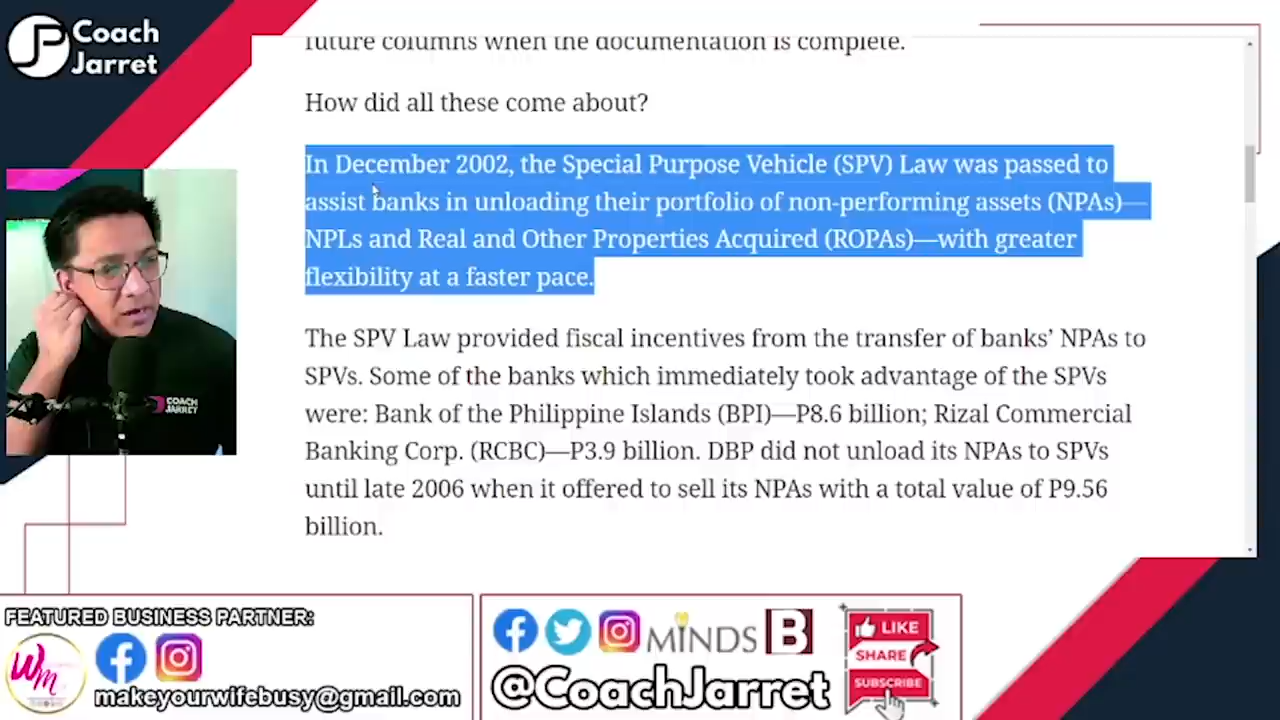 Coach
Jarret
future columns when the documentation is complete.
How did all these come about?
In December 2002, the Special Purpose Vehicle (SPV) Law was passed to
assist banks in unloading their portfolio of non-performing assets (NPAs)—
NPLs and Real and Other Properties Acquired (ROPAs)—with greater
flexibility at a faster pace.
The SPV Law provided fiscal incentives from the transfer of banks’ NPAs to
SPVs. Some of the banks which immediately took advantage of the SPVs
were: Bank of the Philippine Islands (BPI)—P8.6 billion; Rizal Commercial
Banking Corp. (RCBC)—P3.9 billion. DBP did not unload its NPAs to SPVs
until late 2006 when it offered to sell its NPAs with a total value of P9.56
billion.
COACH
JARRET
FEATURED BUSINESS PARTNER:
makeyourwifebusy@gmail.com
MINDS
B
@CoachJarret
LIKE
SHARE
SUBSCRIBE